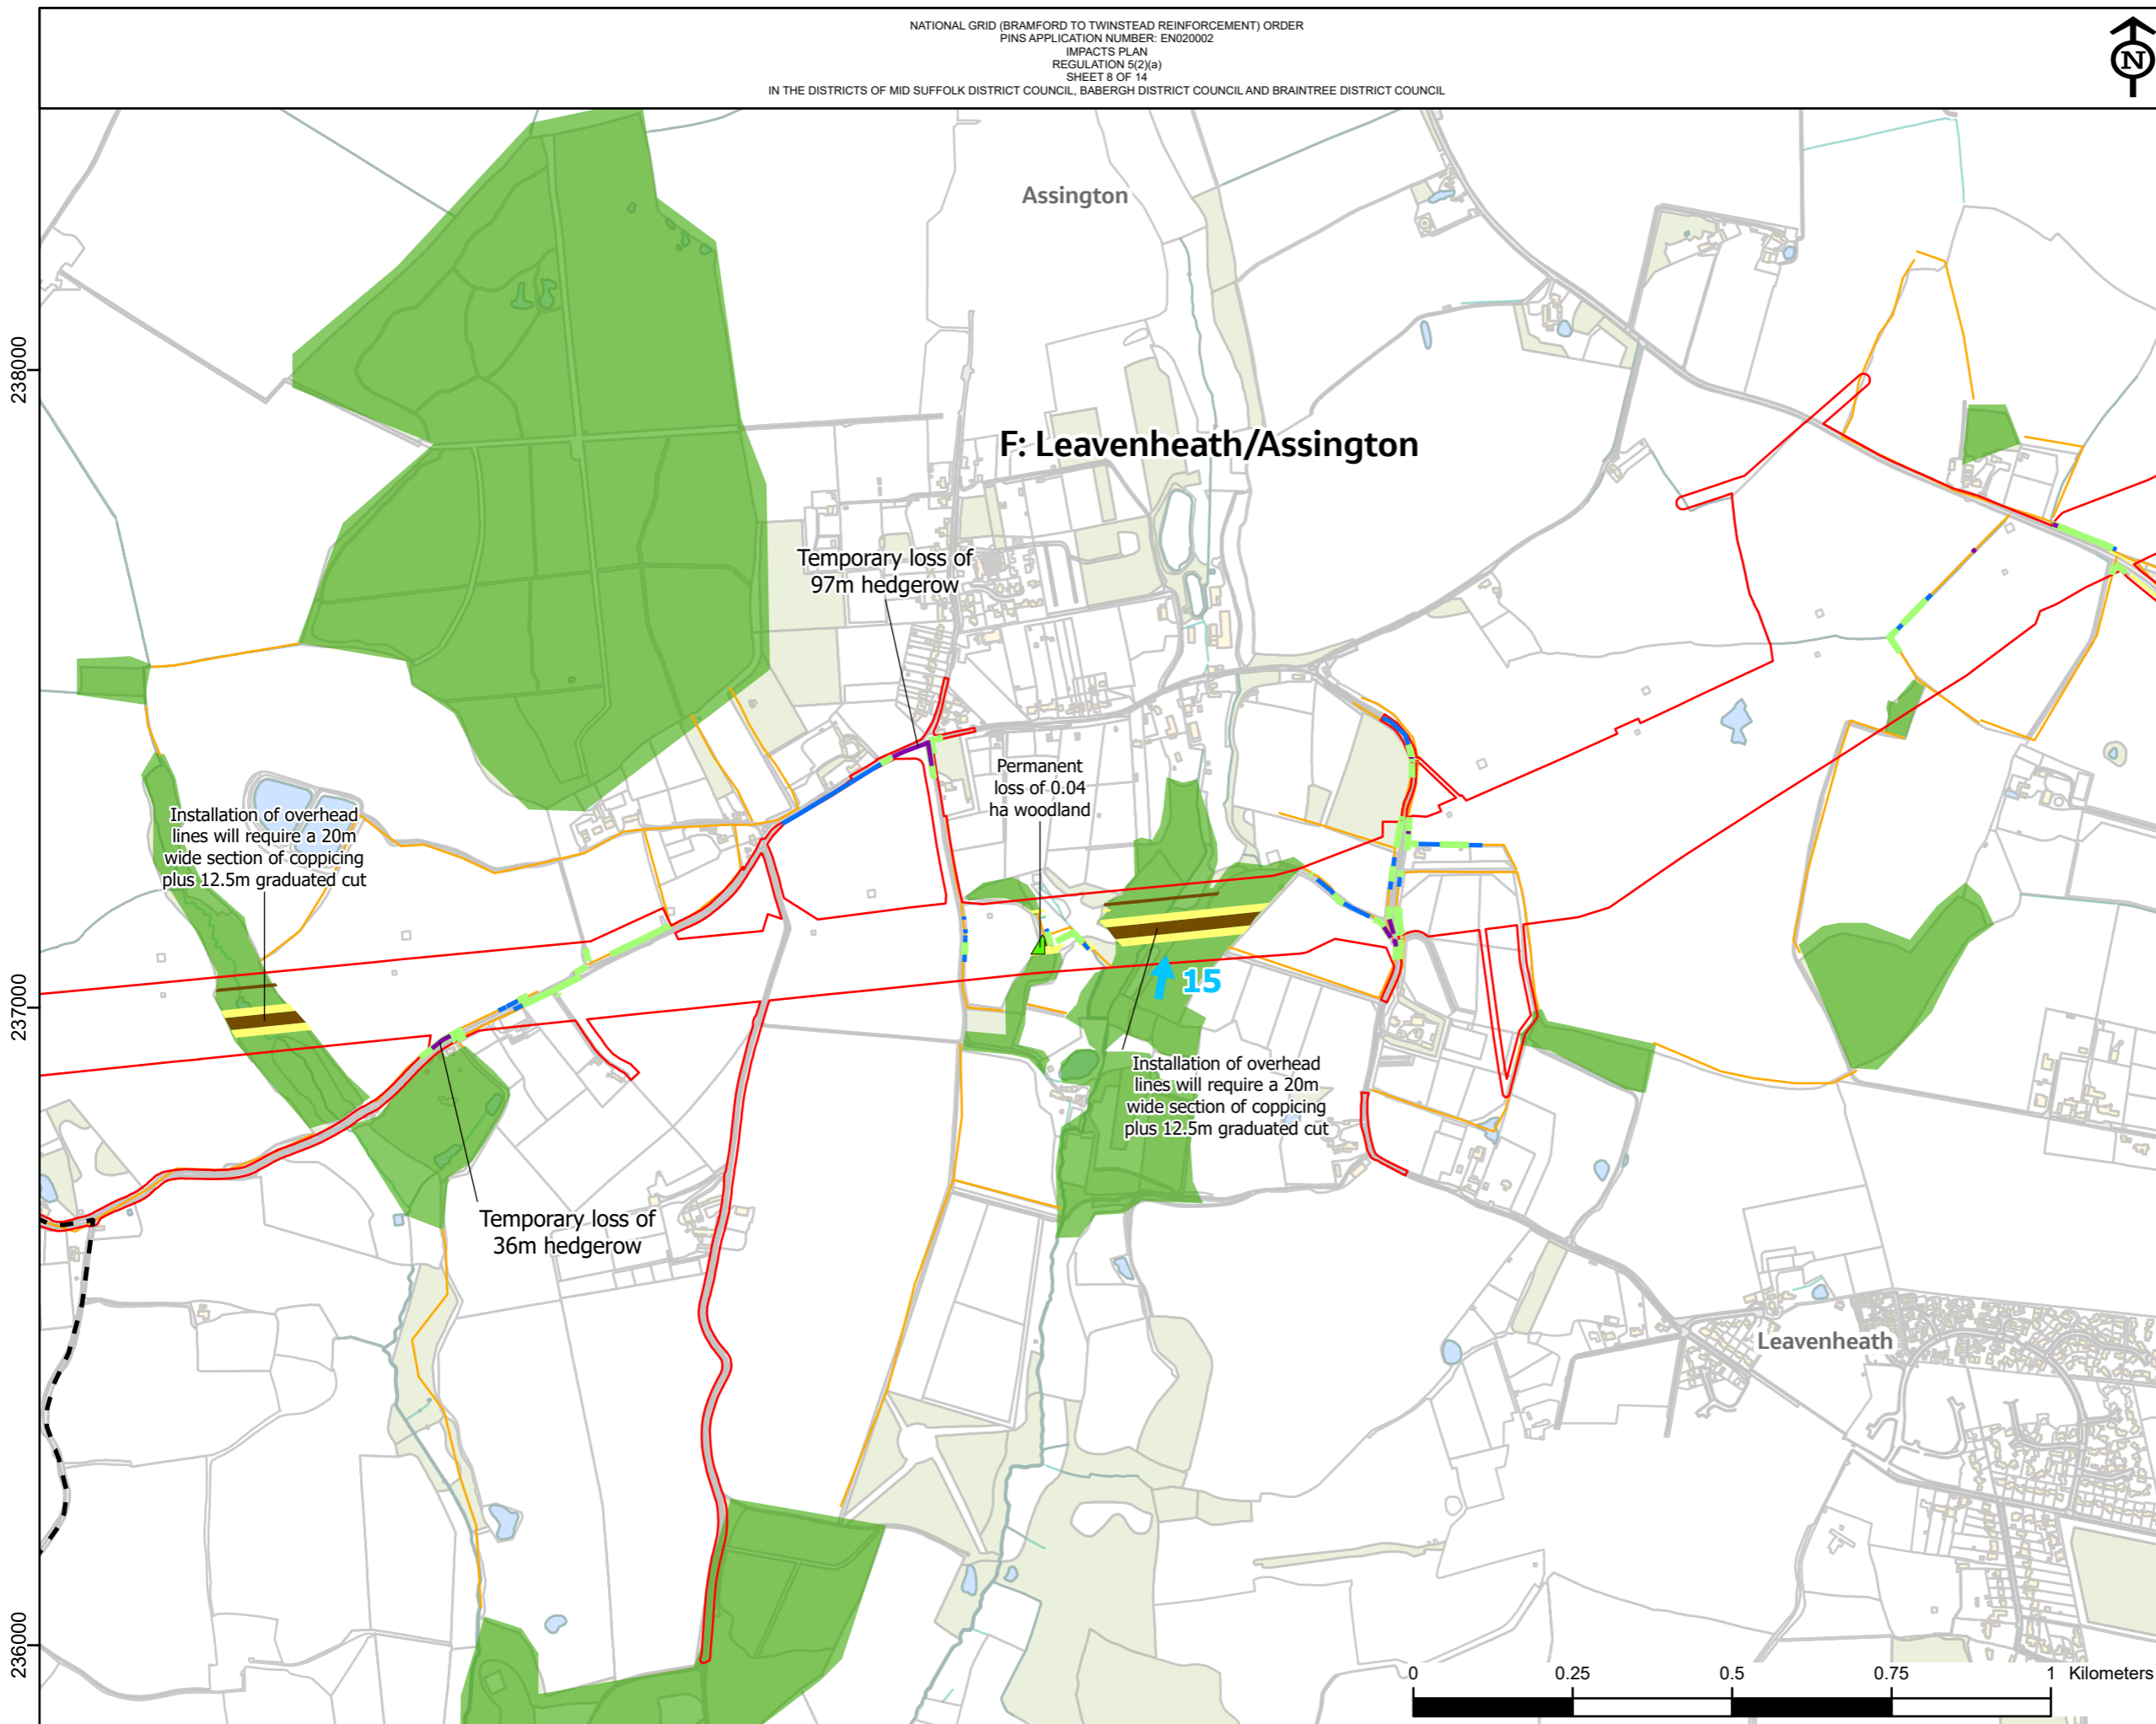 NATIONAL GRID (BRAMFORD TO TWINSTEAD REINFORCEMENT) ORDER
PINS APPLICATION NUMBER: EN020002
IMPACTS PLAN
REGULATION 5(2)(a)
SHEET 8 OF 14
IN THE DISTRICTS OF MID SUFFOLK DISTRICT COUNCIL, BABERGH DISTRICT COUNCIL AND BRAINTREE DISTRICT COUNCIL
N
Assington
238000
F: Leavenheath/Assington
Temporary loss of
97m hedgerow
Permanent
loss of 0.04
ha woodland
Installation of overhead
lines will require a 20m
wide section of coppicing
plus 12.5m graduated cut
15
237000
Installation of overhead
lines will require a 20m
wide section of coppicing
plus 12.5m graduated cut
Temporary loss of
36m hedgerow
Leavenheath
236000
0 0.25 0.5 0.75 1 Kilometers